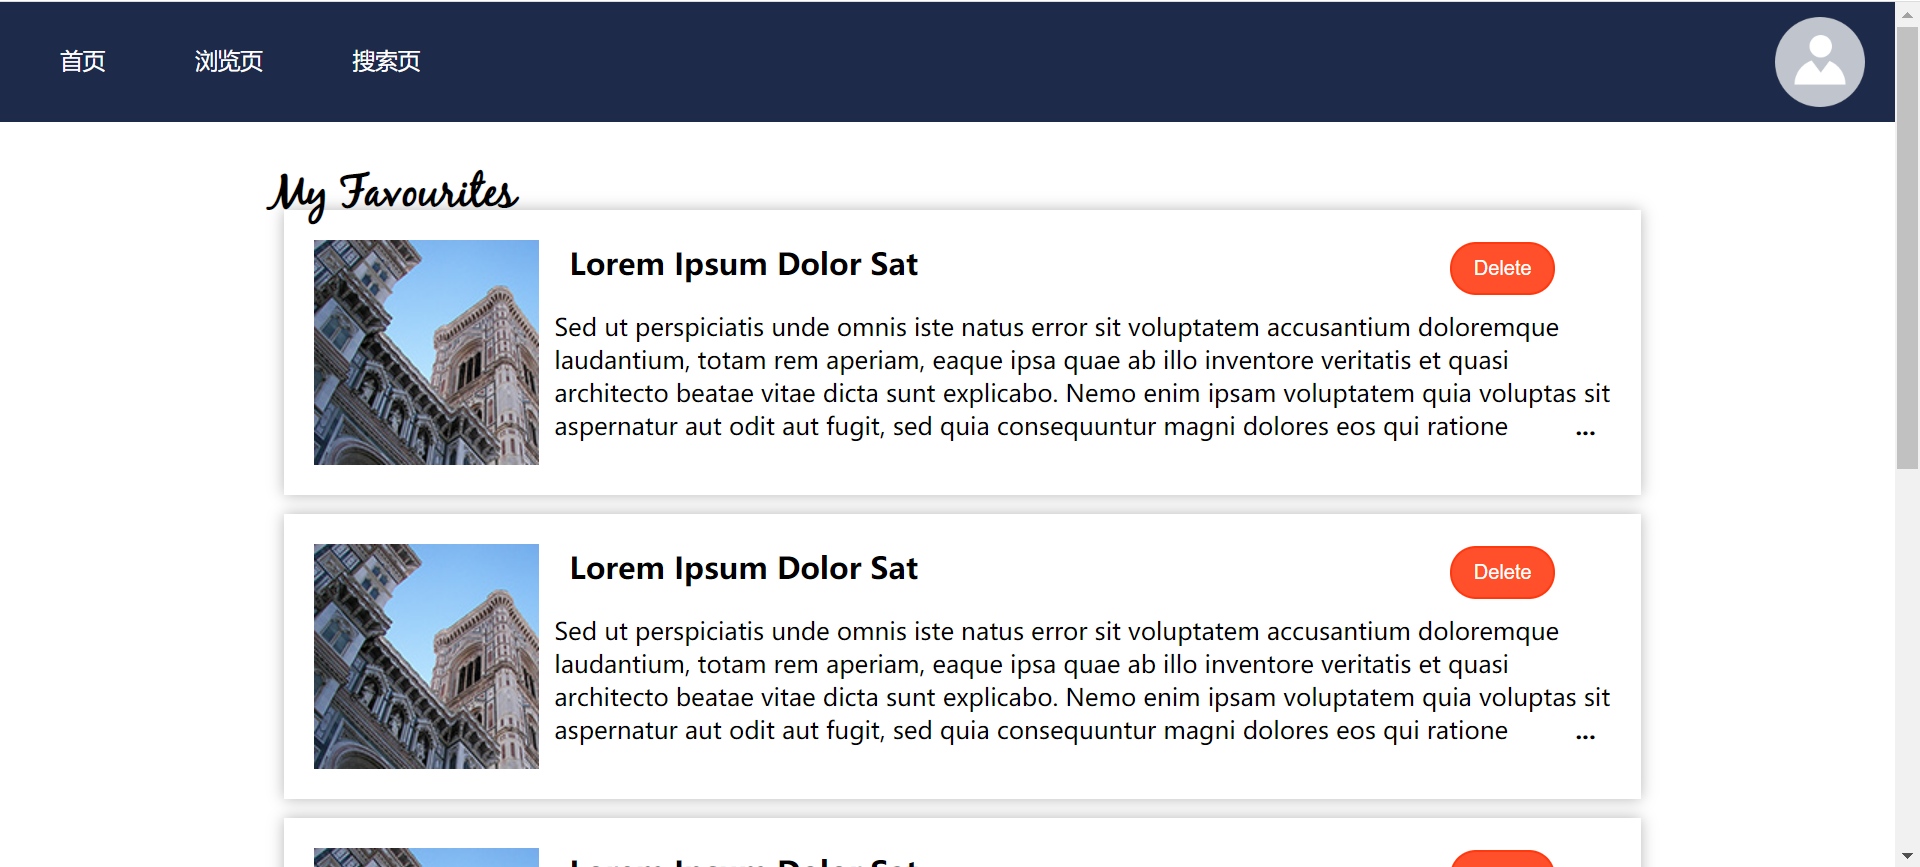 首页 浏览页 搜索页
My Favourites
Lorem Ipsum Dolor Sat
Delete
Sed ut perspiciatis unde omnis iste natus error sit voluptatem accusantium doloremque
laudantium, totam rem aperiam, eaque ipsa quae ab illo inventore veritatis et quasi
architecto beatae vitae dicta sunt explicabo. Nemo enim ipsam voluptatem quia voluptas sit
aspernatur aut odit aut fugit, sed quia consequuntur magni dolores eos qui ratione ...
Lorem Ipsum Dolor Sat
Delete
Sed ut perspiciatis unde omnis iste natus error sit voluptatem accusantium doloremque
laudantium, totam rem aperiam, eaque ipsa quae ab illo inventore veritatis et quasi
architecto beatae vitae dicta sunt explicabo. Nemo enim ipsam voluptatem quia voluptas sit
aspernatur aut odit aut fugit, sed quia consequuntur magni dolores eos qui ratione ...
Lorem Ipsum Dolor Sat